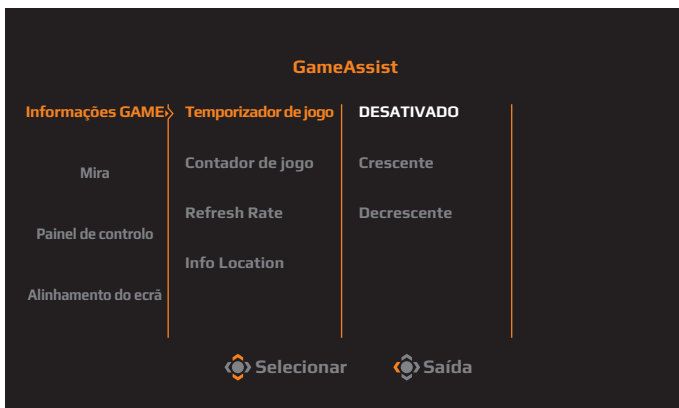 GameAssist
Informações GAME
Temporizador de jogo
DESATIVADO
Mira
Contador de jogo
Crescente
Painel de controlo
Refresh Rate
Decrescente
Alinhamento do ecrã
Info Location
Selecionar
Saída